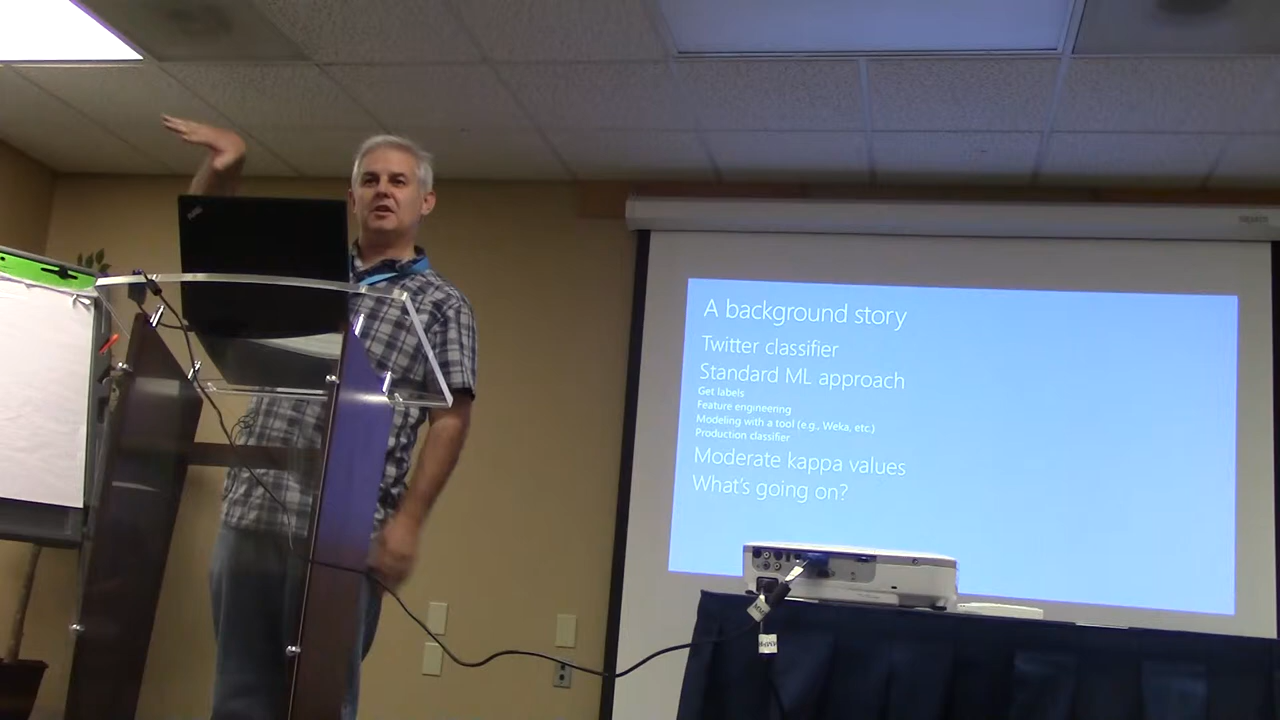 A background story
Twitter classifier
Standard ML approach
Get labels
Feature engineering
Modeling with a tool (e.g., Weka, etc.)
Production classifier
Moderate kappa values
What's going on?